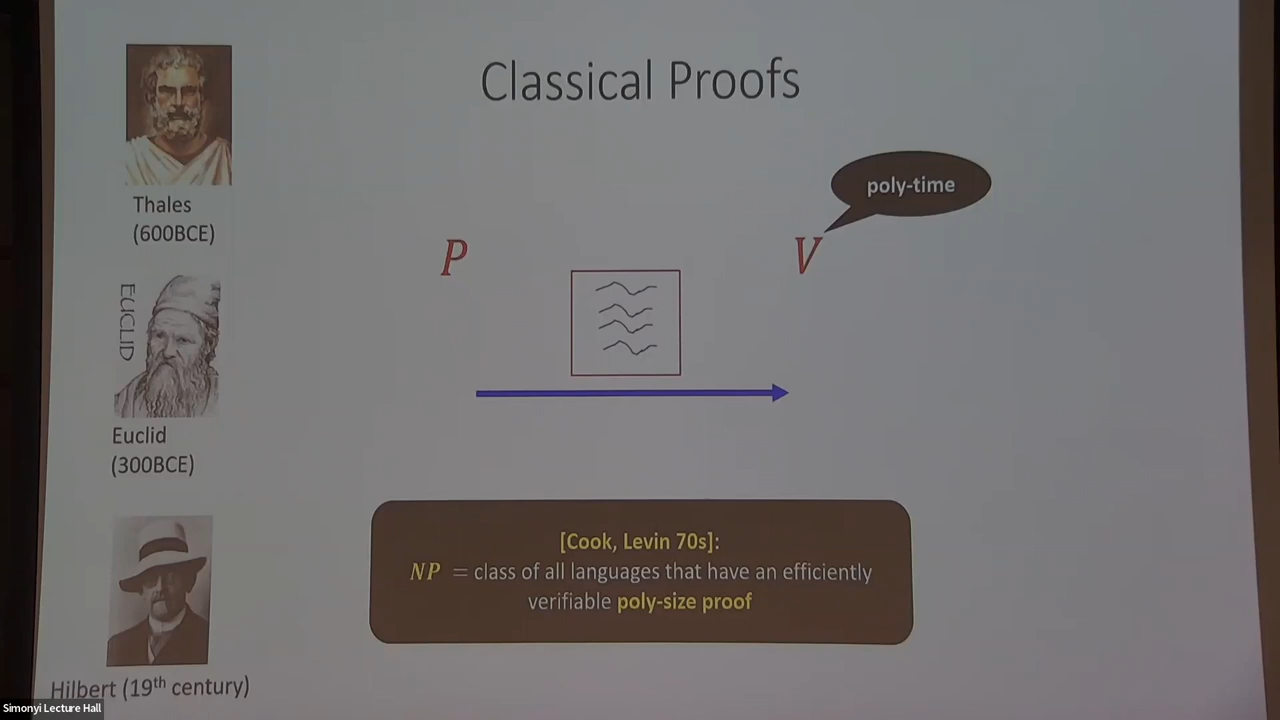 Classical Proofs
Thales
(600BCE)
EUCLID
Euclid
(300BCE)
Hilbert (19th century)
P
V
poly-time
[Cook, Levin 70s]:
NP = class of all languages that have an efficiently
verifiable poly-size proof
Simonyi Lecture Hall